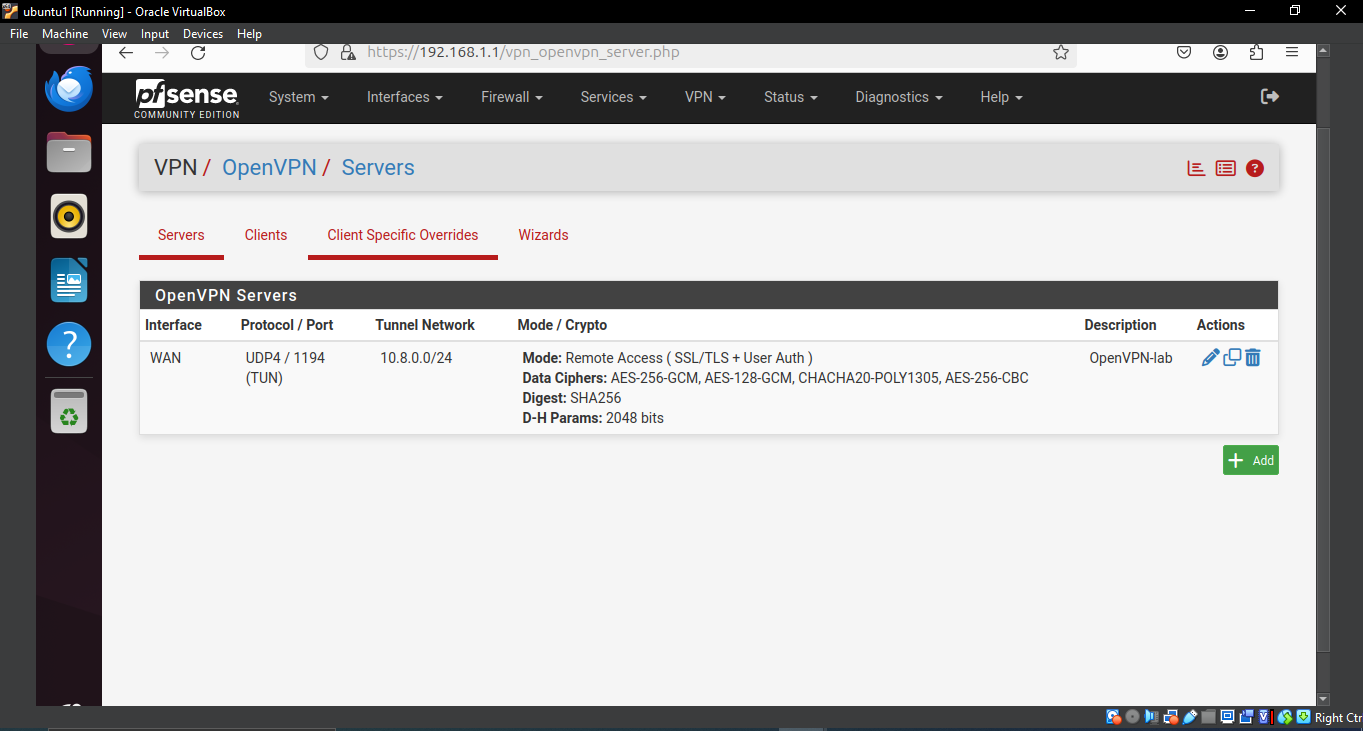 ubuntu1 [Running] - Oracle VirtualBox
File Machine View Input Devices Help
https://192.168.1.1/vpn_openvpn_server.php
pfsense
COMMUNITY EDITION
System Interfaces Firewall Services VPN Status Diagnostics Help
VPN / OpenVPN / Servers
?
Servers Clients Client Specific Overrides Wizards
OpenVPN Servers
Interface Protocol / Port Tunnel Network Mode / Crypto Description Actions
WAN UDP4 / 1194 10.8.0.0/24 Mode: Remote Access ( SSL/TLS + User Auth ) OpenVPN-lab
(TUN) Data Ciphers: AES-256-GCM, AES-128-GCM, CHACHA20-POLY1305, AES-256-CBC
Digest: SHA256
D-H Params: 2048 bits
?
+ Add
Right Ctr